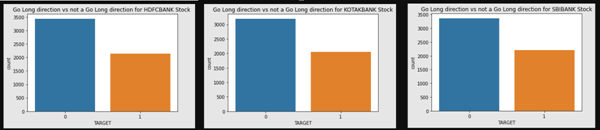 Go Long direction vs not a Go Long direction for HDFCBANK Stock
3500
3000
2500
2000
1500
1000
500
0
count
0 1
TARGET
Go Long direction vs not a Go Long direction for KOTAKBANK Stock
3000
2500
2000
1500
1000
500
0
count
0 1
TARGET
Go Long direction vs not a Go Long direction for SBIBANK Stock
3500
3000
2500
2000
1500
1000
500
0
count
0 1
TARGET